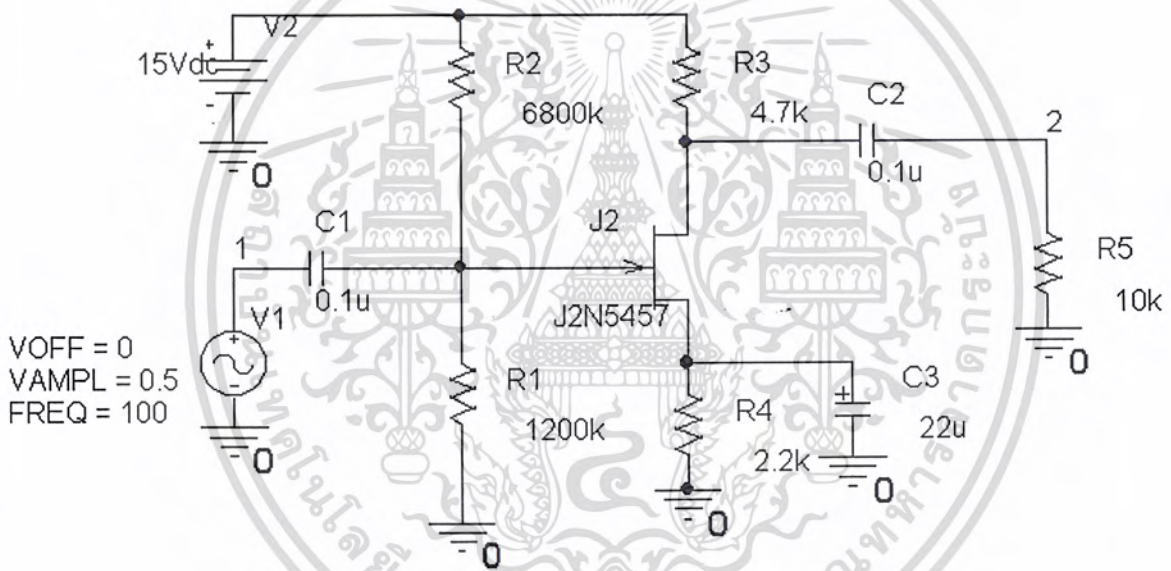 V2
15Vdc
R2
6800k
R3
4.7k
C2
0.1u
2
0
1
C1
0.1u
J2
J2N5457
V1
VOFF = 0
VAMPL = 0.5
FREQ = 100
0
R1
1200k
0
R4
2.2k
0
C3
22u
0
R5
10k
0